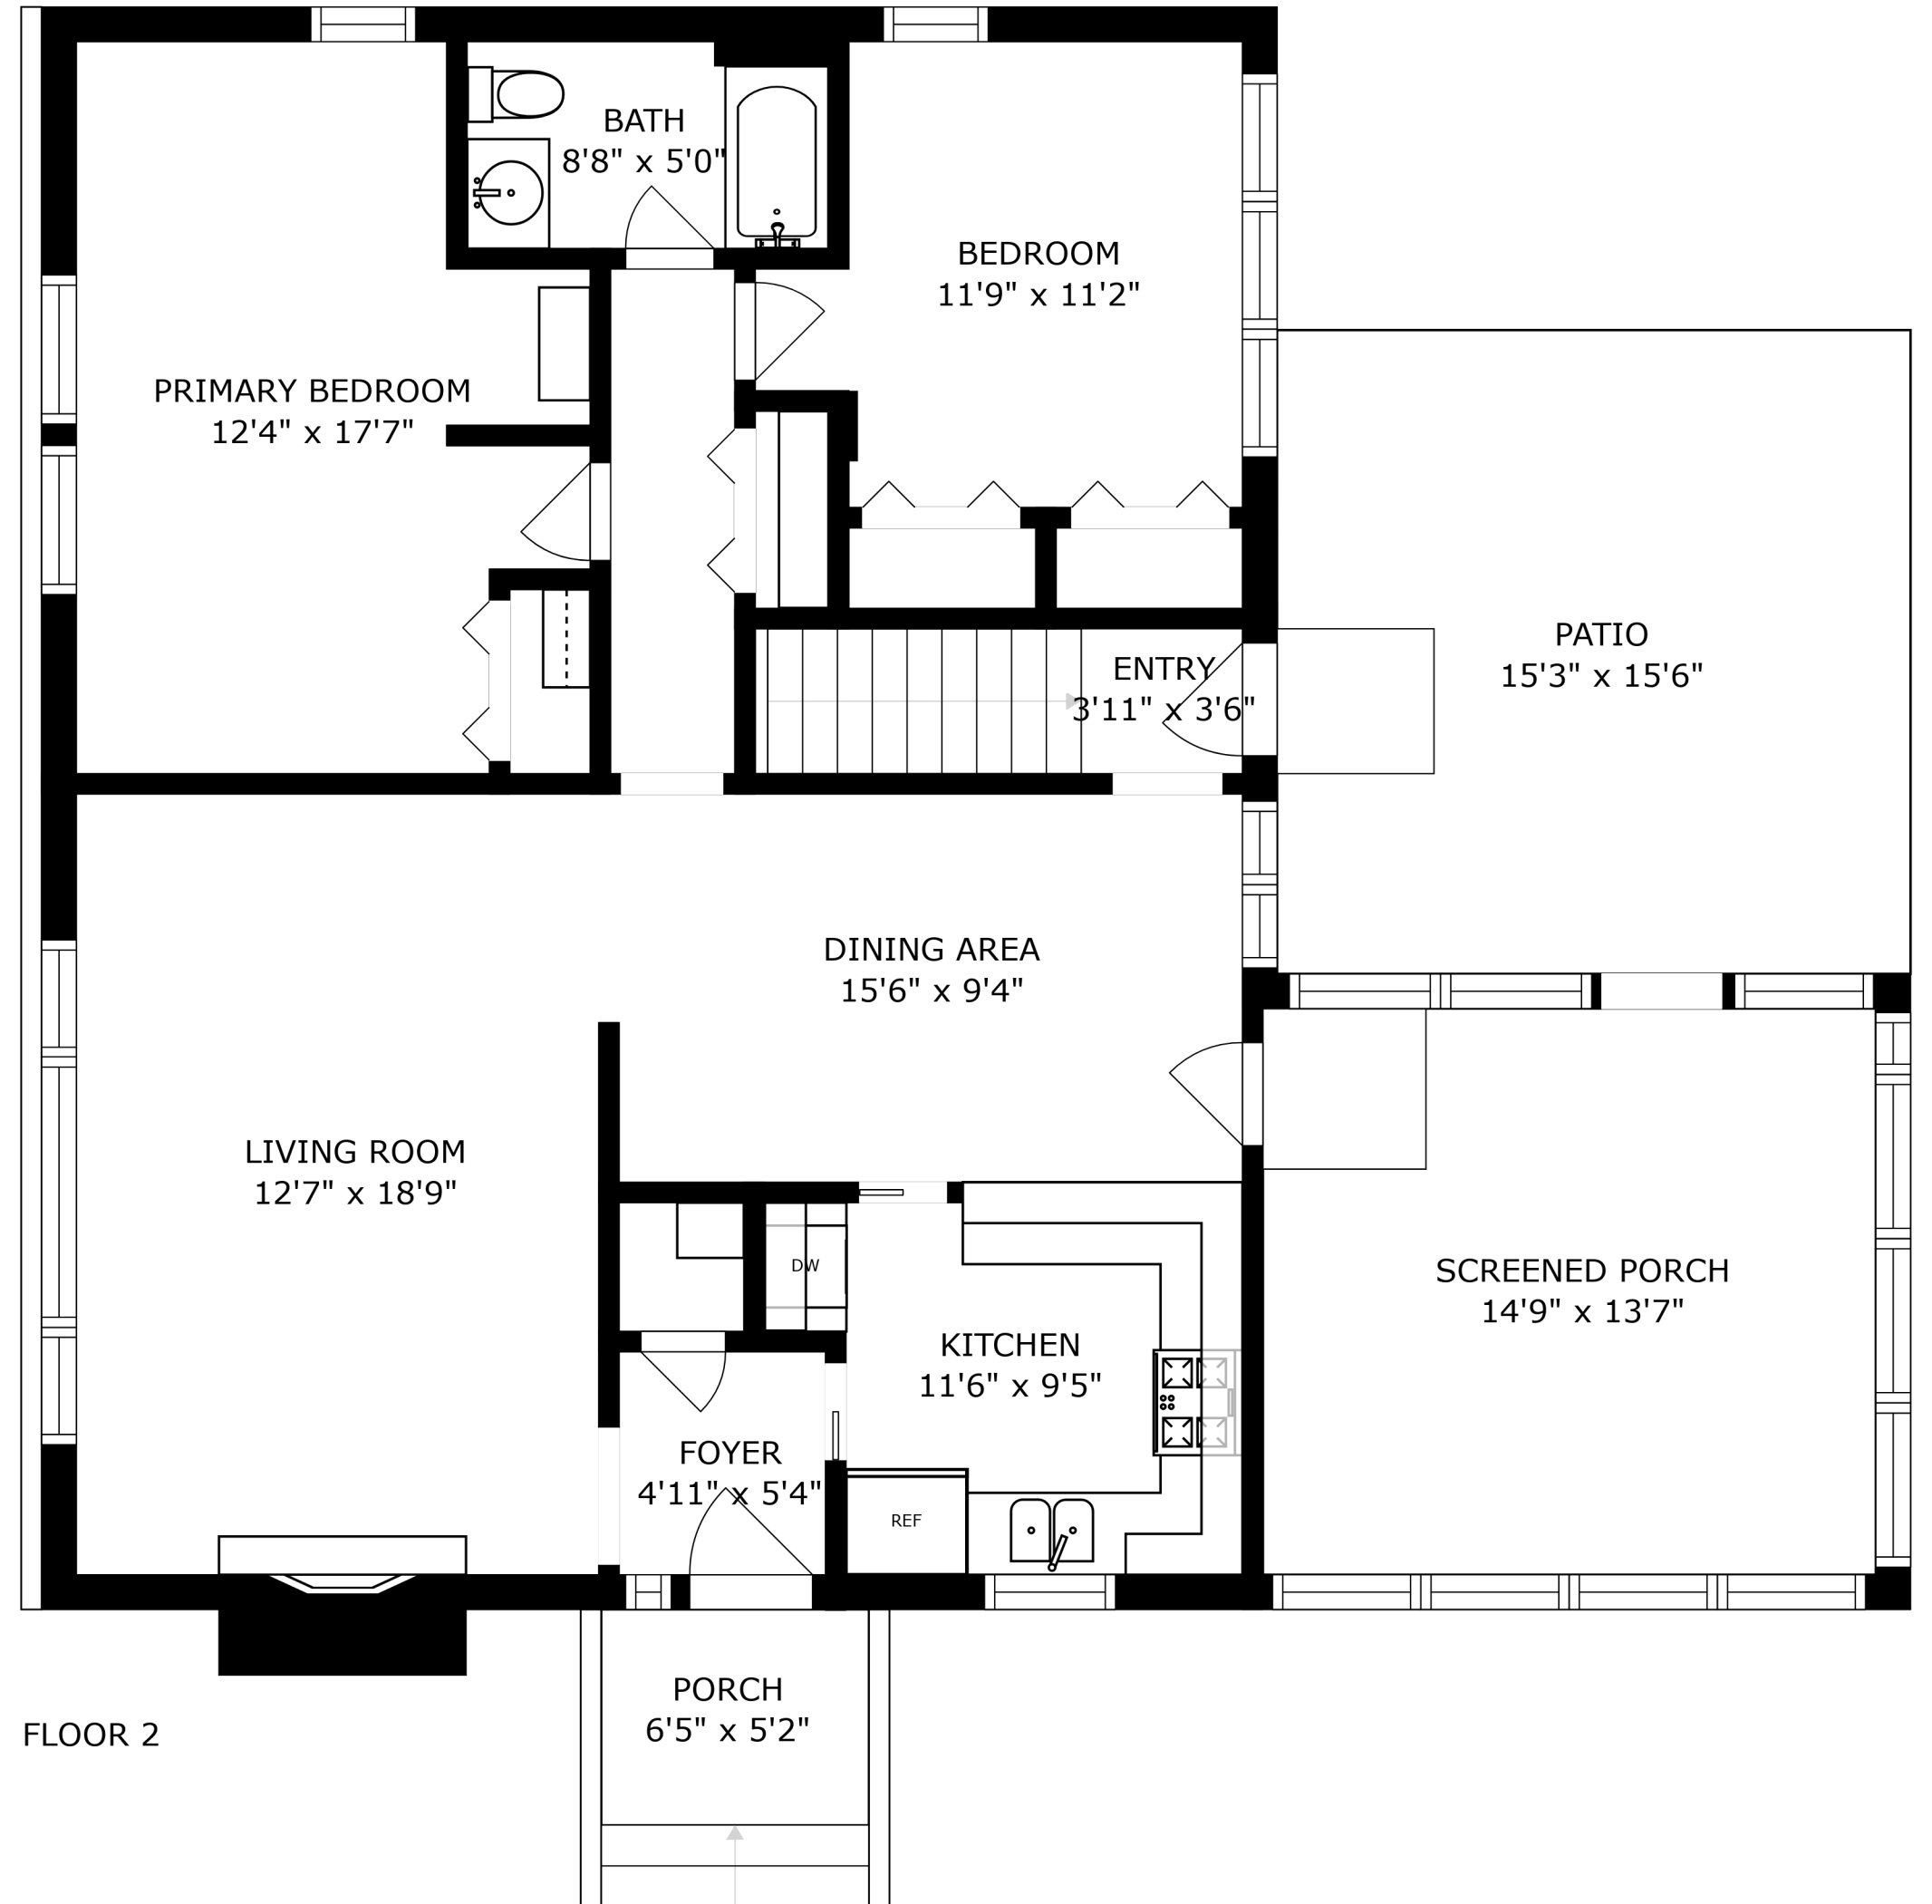 BATH
8'8" x 5'0"
BEDROOM
11'9" x 11'2"
PRIMARY BEDROOM
12'4" x 17'7"
PATIO
15'3" x 15'6"
ENTRY
3'11" x 3'6"
DINING AREA
15'6" x 9'4"
LIVING ROOM
12'7" x 18'9"
SCREENED PORCH
14'9" x 13'7"
DW
KITCHEN
11'6" x 9'5"
FOYER
4'11" x 5'4"
REF
PORCH
6'5" x 5'2"
FLOOR 2